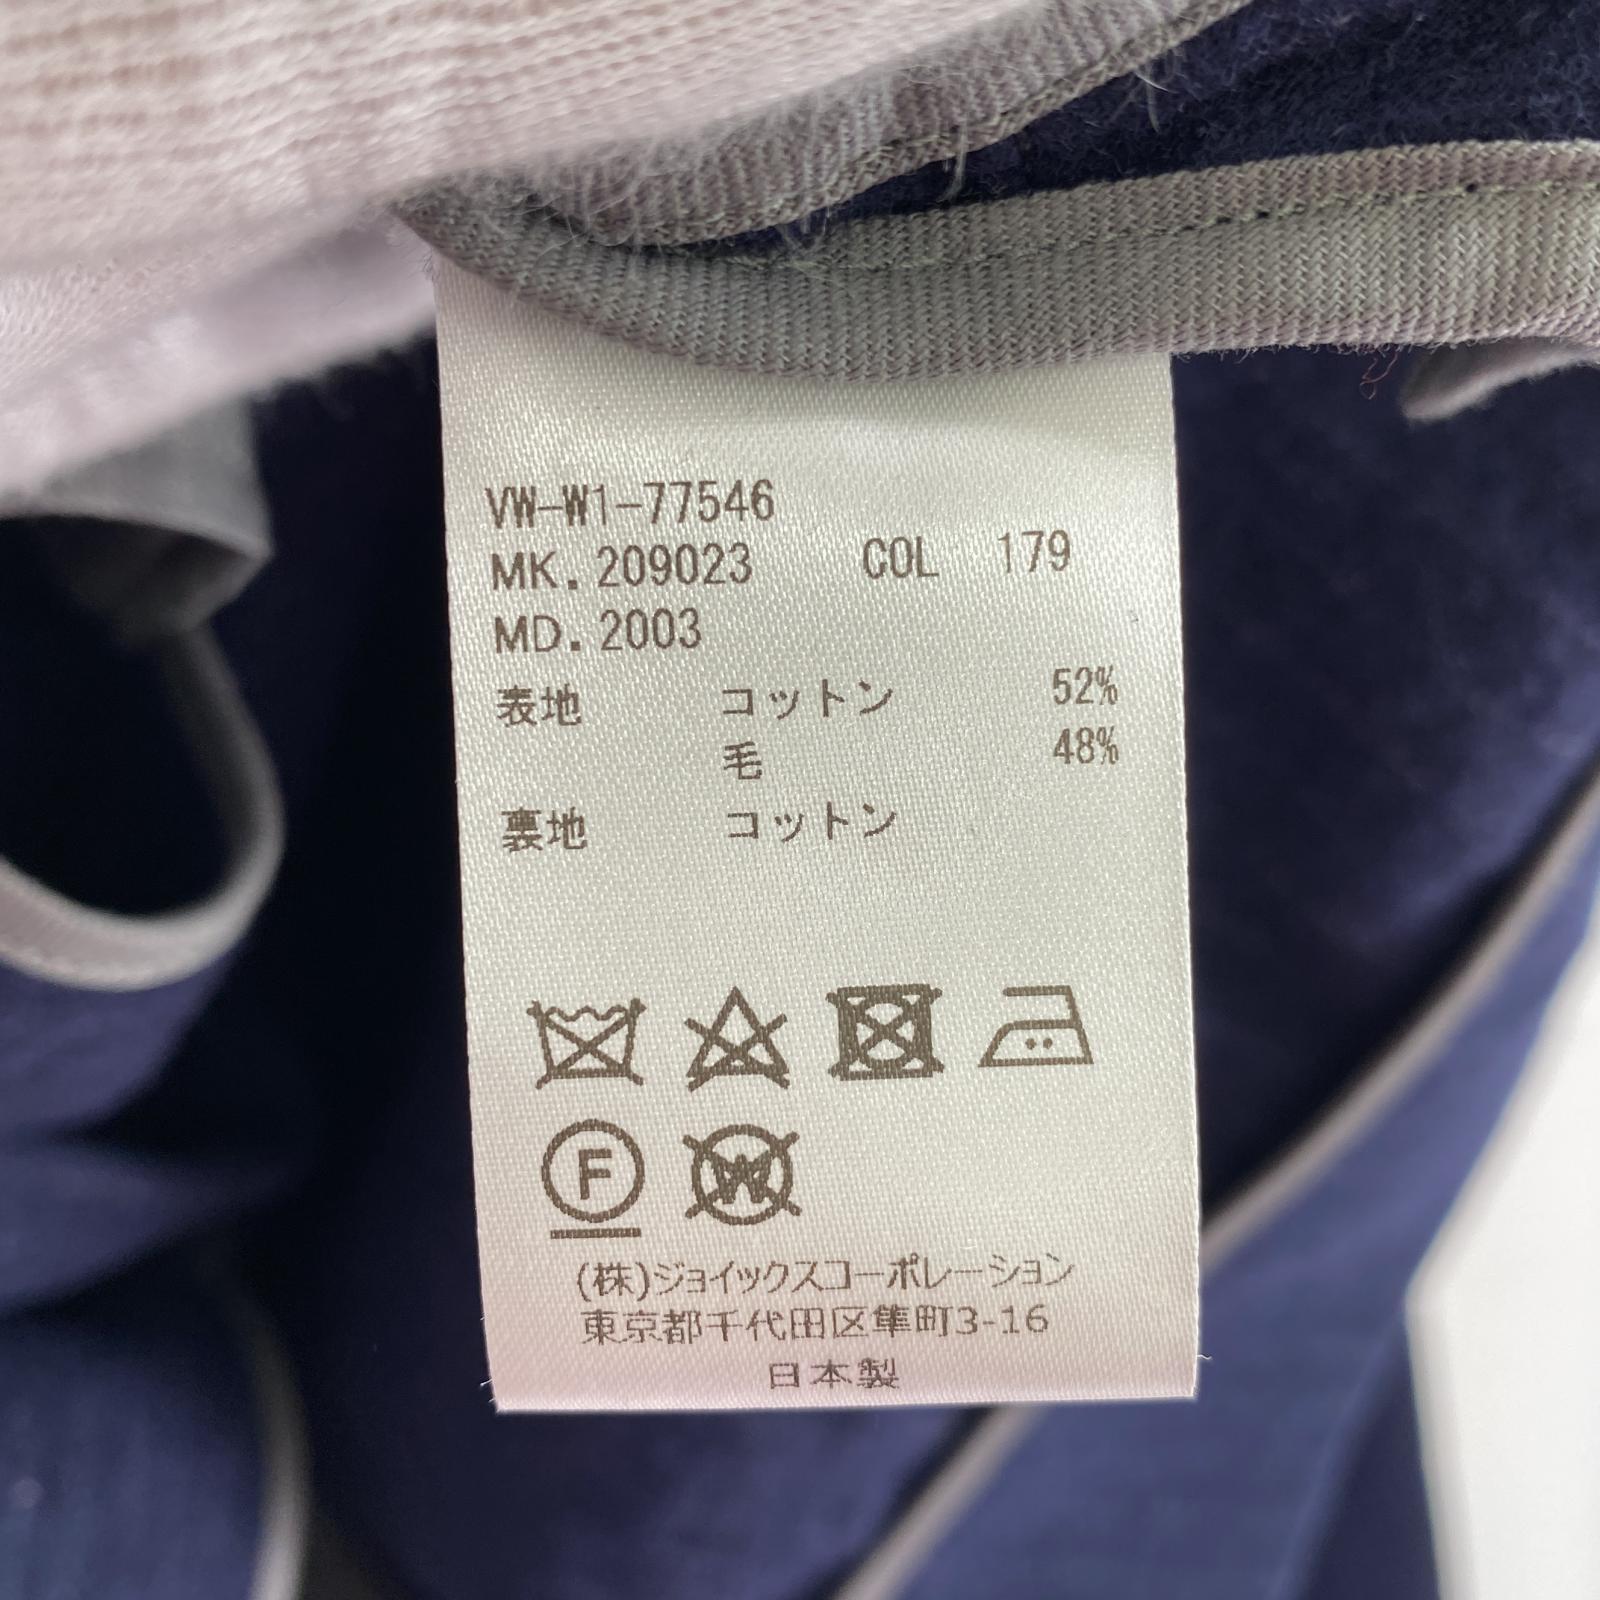 VW-W1-77546
MK. 209023 COL 179
MD. 2003
表地 コットン 52%
毛 48%
裏地 コットン
F W
(株)ジョイックスコーポレーション
東京都千代田区隼町3-16
日本製